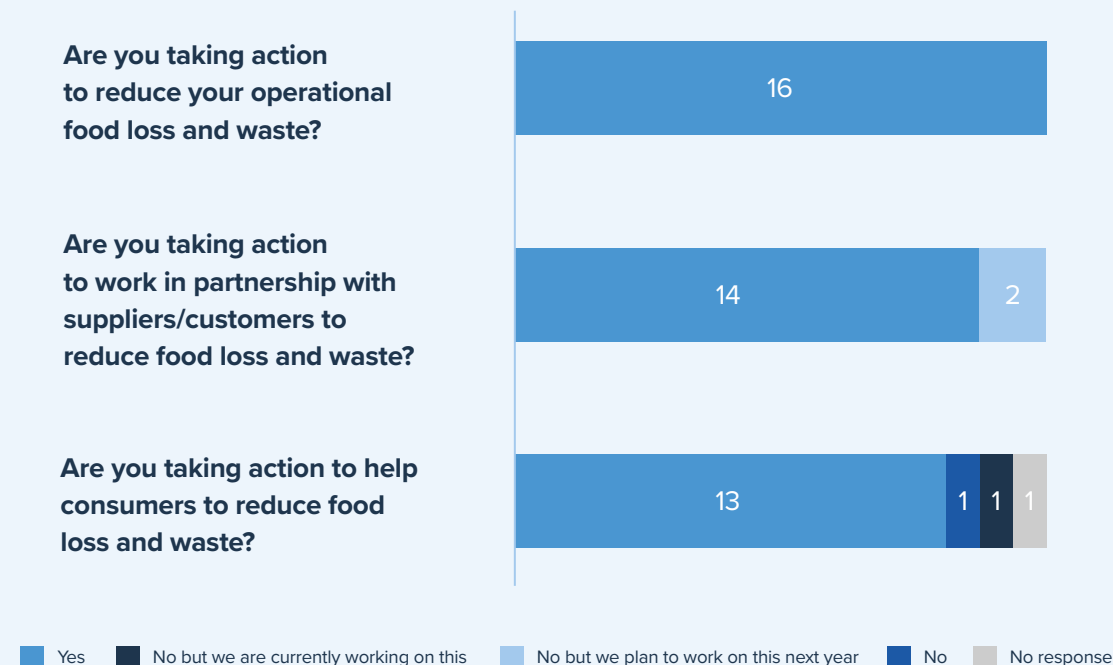 Are you taking action
to reduce your operational
food loss and waste?
16
Are you taking action
to work in partnership with
suppliers/customers to
reduce food loss and waste?
14 2
Are you taking action to help
consumers to reduce food
loss and waste?
13 1 1 1
Yes No but we are currently working on this No but we plan to work on this next year No No response